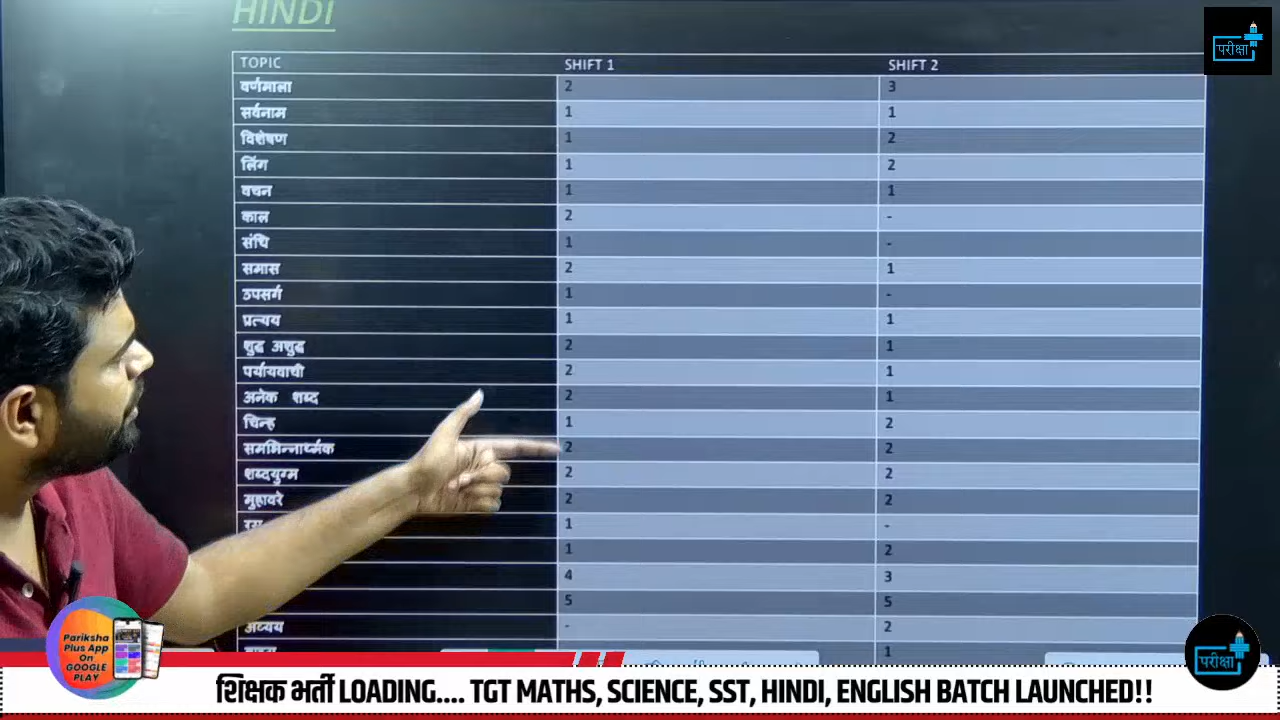 HINDI
परीक्षा
TOPIC SHIFT 1 SHIFT 2
वर्णमाला 2 3
सर्वनाम 1 1
विशेषण 1 2
लिंग 1 2
वचन 1 1
काल 2 -
संधि 1 -
समास 2 1
उपसर्ग 1 -
प्रत्यय 1 1
शुद्ध अशुद्ध 2 1
पर्यायवाची 2 1
अनेक शब्द 2 1
चिन्ह 1 2
समभिन्नार्थ्मक 2 2
शब्दयुग्म 2 2
मुहावरे 2 2
1 -
1 2
4 3
5 5
अव्यय - 2
1
Pariksha
Plus App
On
GOOGLE
PLAY
परीक्षा
शिक्षक भर्ती LOADING.... TGT MATHS, SCIENCE, SST, HINDI, ENGLISH BATCH LAUNCHED!!